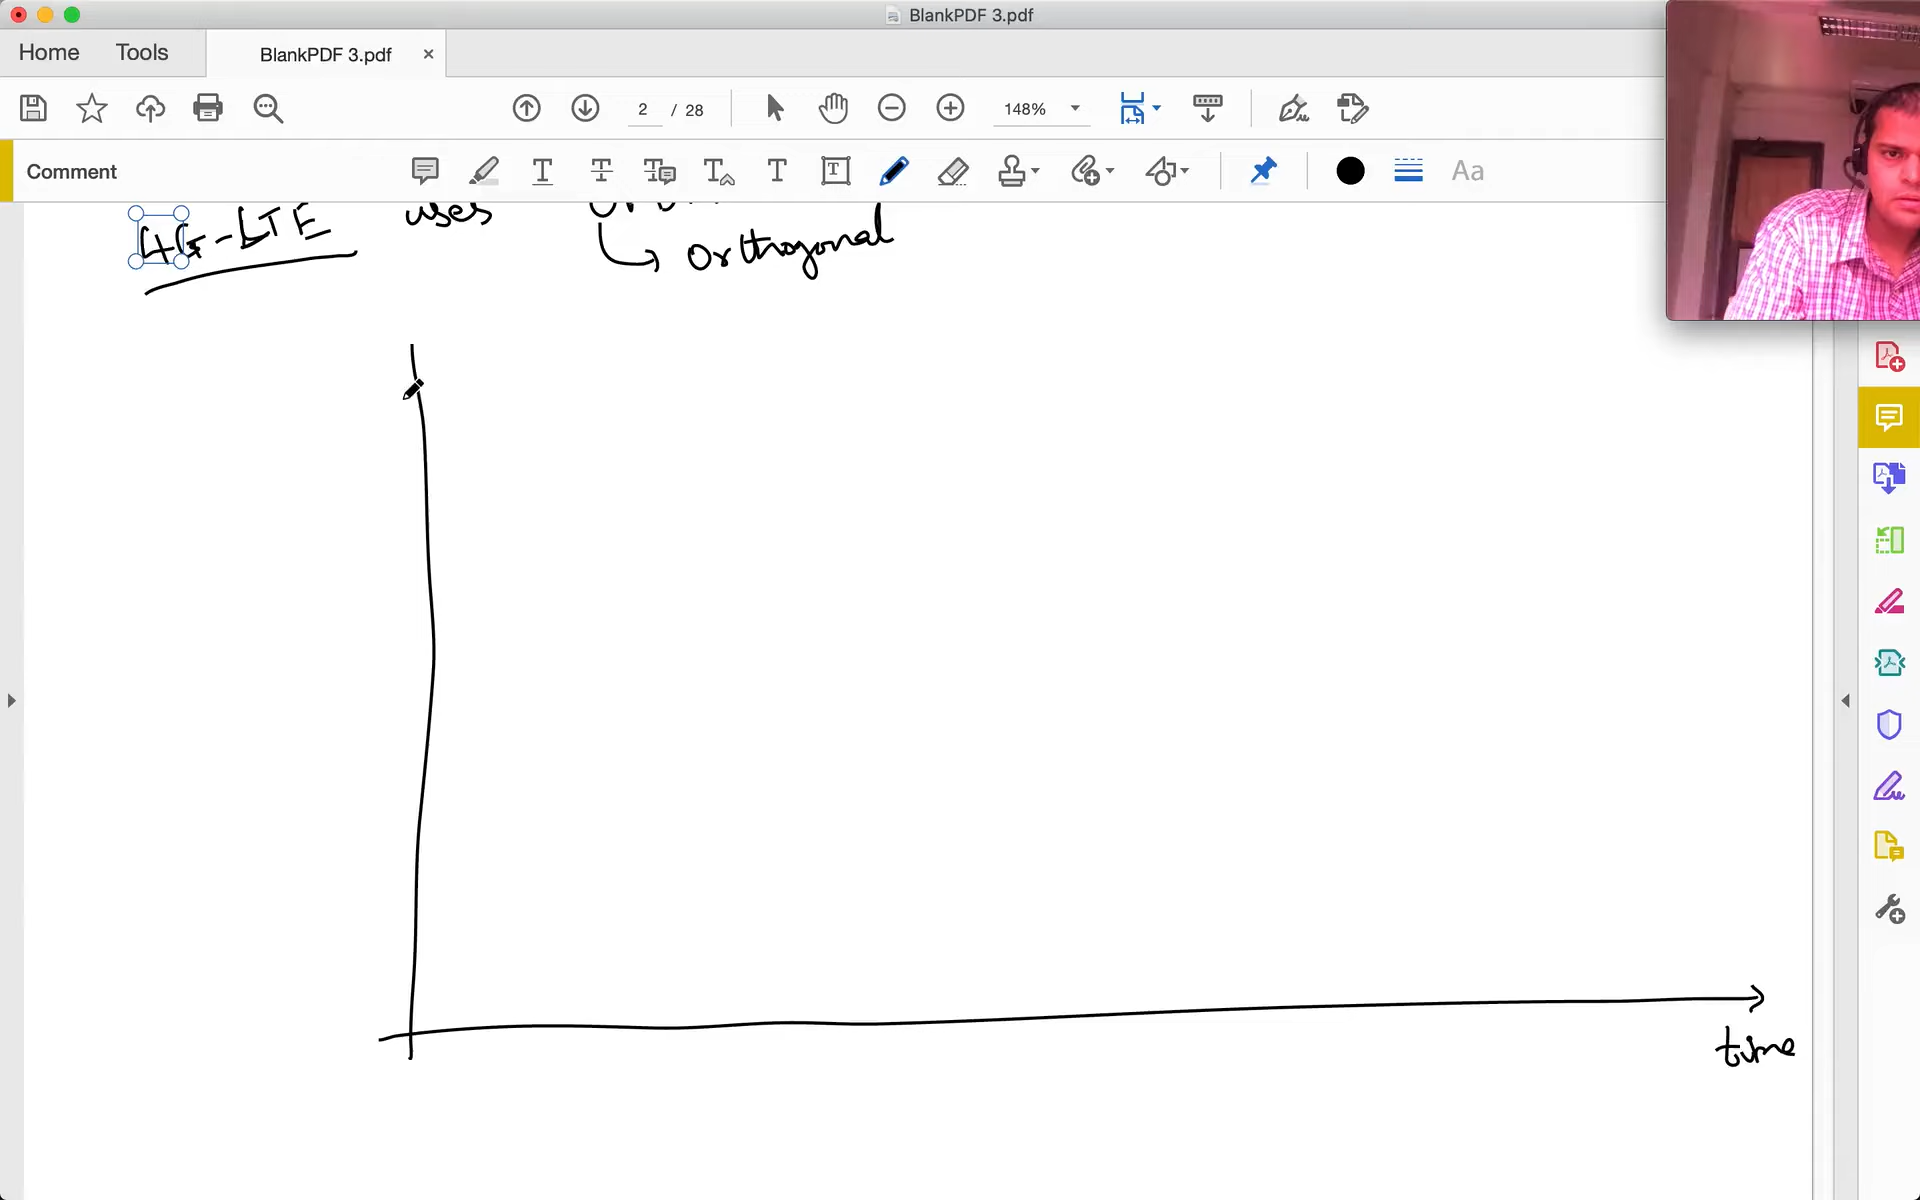 BlankPDF 3.pdf
Home Tools BlankPDF 3.pdf
2 / 28 148%
Comment Aa
4G-LTE uses
Orthogonal
time